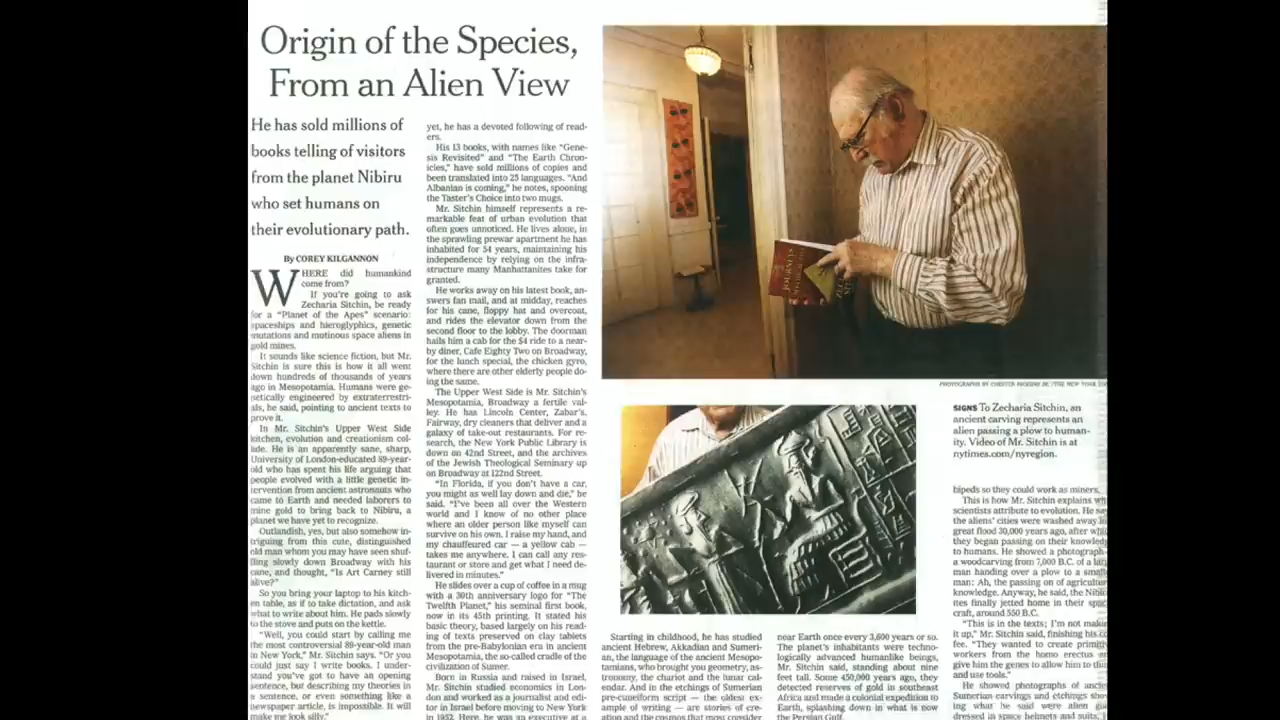 Origin of the Species,
From an Alien View
He has sold millions of
books telling of visitors
from the planet Nibiru
who set humans on
their evolutionary path.
By COREY KILGANNON
WHERE did humankind
come from?
If you're going to ask
Zecharia Sitchin, be ready
for a "Planet of the Apes" scenario:
spaceships and hieroglyphics, genetic
mutations and mutinous space aliens in
gold mines.
It sounds like science fiction, but Mr.
Sitchin is sure this is how it all went
down hundreds of thousands of years
ago in Mesopotamia. Humans were ge-
netically engineered by extraterrestri-
als, he said, pointing to ancient texts to
prove it.
In Mr. Sitchin's Upper West Side
kitchen, evolution and creationism col-
lide. He is an apparently sane, sharp,
University of London-educated 89-year-
old who has spent his life arguing that
people evolved with a little genetic in-
tervention from ancient astronauts who
came to Earth and needed laborers to
mine gold to bring back to Nibiru, a
planet we have yet to recognize.
Outlandish, yes, but also somehow in-
triguing from this cute, distinguished
old man whom you may have seen shuf-
fling slowly down Broadway with his
cane, and thought, "Is Art Carney still
alive?"
So you bring your laptop to his kitch-
en table, as if to take dictation, and ask
what to write about him. He pads slowly
to the stove and puts on the kettle.
"Well, you could start by calling me
the most controversial 89-year-old man
in New York," Mr. Sitchin says. "Or you
could just say I write books. I under-
stand you've got to have an opening
sentence, but describing my theories in
a sentence, or even something like a
newspaper article, is impossible. It will
make me look silly."
yet, he has a devoted following of read-
ers.
His 13 books, with names like "Gene-
sis Revisited" and "The Earth Chron-
icles," have sold millions of copies and
been translated into 25 languages. "And
Albanian is coming," he notes, spooning
the Taster's Choice into two mugs.
Mr. Sitchin himself represents a re-
markable feat of urban evolution that
often goes unnoticed. He lives alone, in
the sprawling prewar apartment he has
inhabited for 54 years, maintaining his
independence by relying on the infra-
structure many Manhattanites take for
granted.
He works away on his latest book, an-
swers fan mail, and at midday, reaches
for his cane, floppy hat and overcoat,
and rides the elevator down from the
second floor to the lobby. The doorman
hails him a cab for the $4 ride to a near-
by diner, Cafe Eighty Two on Broadway,
for the lunch special, the chicken gyro,
where there are other elderly people do-
ing the same.
The Upper West Side is Mr. Sitchin's
Mesopotamia, Broadway a fertile val-
ley. He has Lincoln Center, Zabar's,
Fairway, dry cleaners that deliver and a
galaxy of take-out restaurants. For re-
search, the New York Public Library is
down on 42nd Street, and the archives
of the Jewish Theological Seminary up
on Broadway at 122nd Street.
"In Florida, if you don't have a car,
you might as well lay down and die," he
said. "I've been all over the Western
world and I know of no other place
where an older person like myself can
survive on his own. I raise my hand, and
my chauffeured car — a yellow cab —
takes me anywhere. I can call any res-
taurant or store and get what I need de-
livered in minutes."
He slides over a cup of coffee in a mug
with a 30th anniversary logo for "The
Twelfth Planet," his seminal first book,
now in its 45th printing. It stated his
basic theory, based largely on his read-
ing of texts preserved on clay tablets
from the pre-Babylonian era in ancient
Mesopotamia, the so-called cradle of the
civilization of Sumer.
Born in Russia and raised in Israel,
Mr. Sitchin studied economics in Lon-
don and worked as a journalist and edi-
tor in Israel before moving to New York
in 1952. Here, he was an executive at a
JOURNEYS
PHOTOGRAPHS BY CHESTER HIGGINS JR./THE NEW YORK
SIGNS To Zecharia Sitchin, an
ancient carving represents an
alien passing a plow to human-
ity. Video of Mr. Sitchin is at
nytimes.com/nyregion.
Starting in childhood, he has studied
ancient Hebrew, Akkadian and Sumeri-
an, the language of the ancient Mesopo-
tamians, who brought you geometry, as-
tronomy, the chariot and the lunar cal-
endar. And in the etchings of Sumerian
pre-cuneiform script — the oldest ex-
ample of writing — are stories of cre-
ation and the cosmos that most consider
near Earth once every 3,600 years or so.
The planet's inhabitants were techno-
logically advanced humanlike beings,
Mr. Sitchin said, standing about nine
feet tall. Some 450,000 years ago, they
detected reserves of gold in southeast
Africa and made a colonial expedition to
Earth, splashing down in what is now
the Persian Gulf.
bipeds so they could work as miners.
This is how Mr. Sitchin explains
scientists attribute to evolution. He
the aliens' cities were washed away
great flood 30,000 years ago, after
they began passing on their
to humans. He showed a photograph
a woodcarving from 7,000 B.C. of a
man handing over a plow to a
man: Ah, the passing on of
knowledge. Anyway, he said, the
ites finally jetted home in their
craft, around 550 B.C.
"This is in the texts; I'm not
it up," Mr. Sitchin said, finishing his
fee. "They wanted to create
workers from the homo erectus
give him the genes to allow him to
and use tools."
He showed photographs of
Sumerian carvings and etchings
ing what he said were alien
dressed in space helmets and suits,